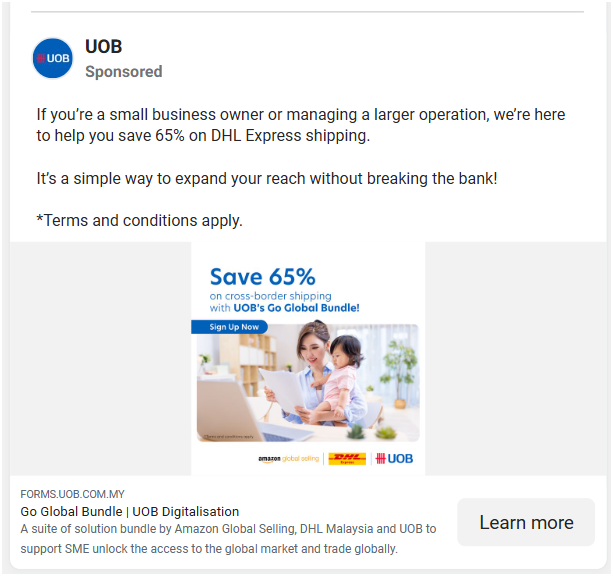 UOB
UOB
Sponsored
If you’re a small business owner or managing a larger operation, we’re here
to help you save 65% on DHL Express shipping.
It’s a simple way to expand your reach without breaking the bank!
*Terms and conditions apply.
Save 65%
on cross-border shipping
with UOB's Go Global Bundle!
Sign Up Now
*Terms and conditions apply
amazon global selling
DHL
Express
UOB
FORMS.UOB.COM.MY
Go Global Bundle | UOB Digitalisation
A suite of solution bundle by Amazon Global Selling, DHL Malaysia and UOB to
support SME unlock the access to the global market and trade globally.
Learn more